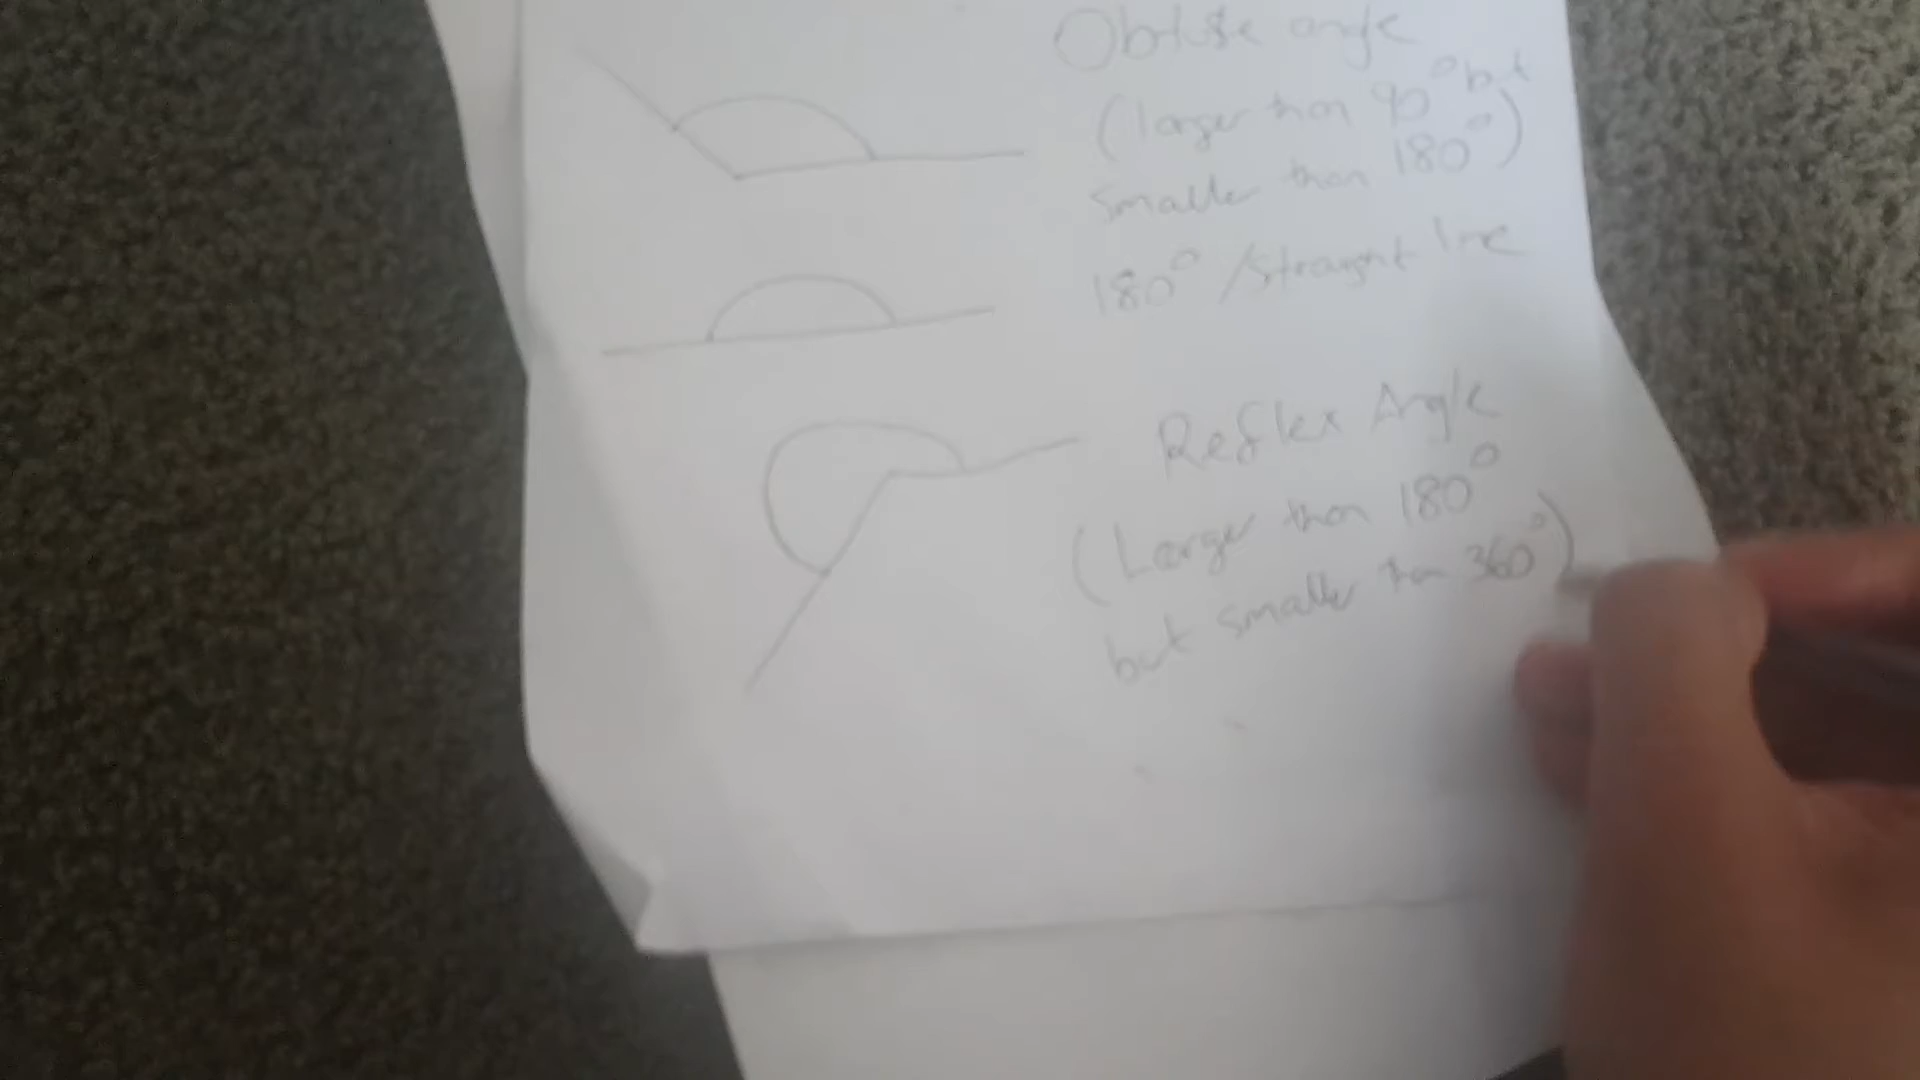 Obtuse angle
(larger than 90° but
smaller than 180°)
180° /straight line
Reflex Angle
(Larger than 180°
but smaller than 360°)